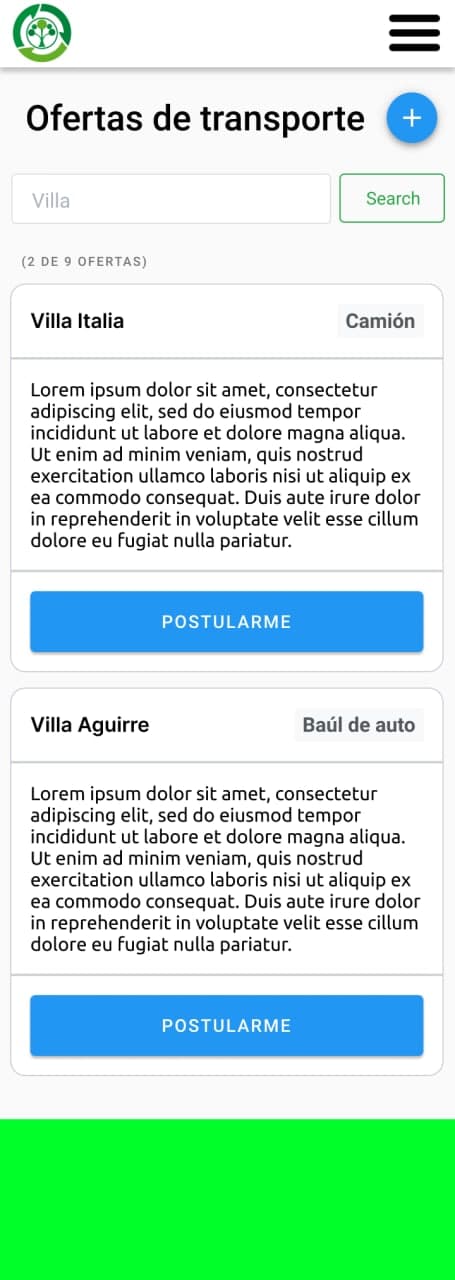 Ofertas de transporte
+
Villa
Search
(2 DE 9 OFERTAS)
Villa Italia
Camión
Lorem ipsum dolor sit amet, consectetur
adipiscing elit, sed do eiusmod tempor
incididunt ut labore et dolore magna aliqua.
Ut enim ad minim veniam, quis nostrud
exercitation ullamco laboris nisi ut aliquip ex
ea commodo consequat. Duis aute irure dolor
in reprehenderit in voluptate velit esse cillum
dolore eu fugiat nulla pariatur.
POSTULARME
Villa Aguirre
Baúl de auto
Lorem ipsum dolor sit amet, consectetur
adipiscing elit, sed do eiusmod tempor
incididunt ut labore et dolore magna aliqua.
Ut enim ad minim veniam, quis nostrud
exercitation ullamco laboris nisi ut aliquip ex
ea commodo consequat. Duis aute irure dolor
in reprehenderit in voluptate velit esse cillum
dolore eu fugiat nulla pariatur.
POSTULARME